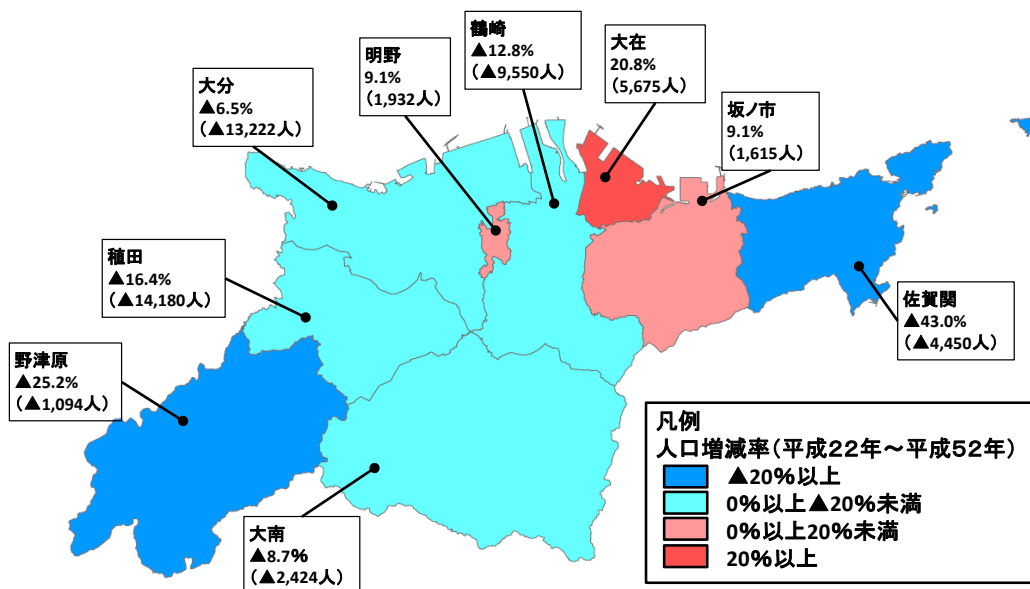 鶴崎
▲12.8%
(▲9,550人)
大在
20.8%
(5,675人)
明野
9.1%
(1,932人)
大分
▲6.5%
(▲13,222人)
坂ノ市
9.1%
(1,615人)
稙田
▲16.4%
(▲14,180人)
佐賀関
▲43.0%
(▲4,450人)
野津原
▲25.2%
(▲1,094人)
大南
▲8.7%
(▲2,424人)
凡例
人口増減率(平成22年~平成52年)
▲20%以上
0%以上▲20%未満
0%以上20%未満
20%以上